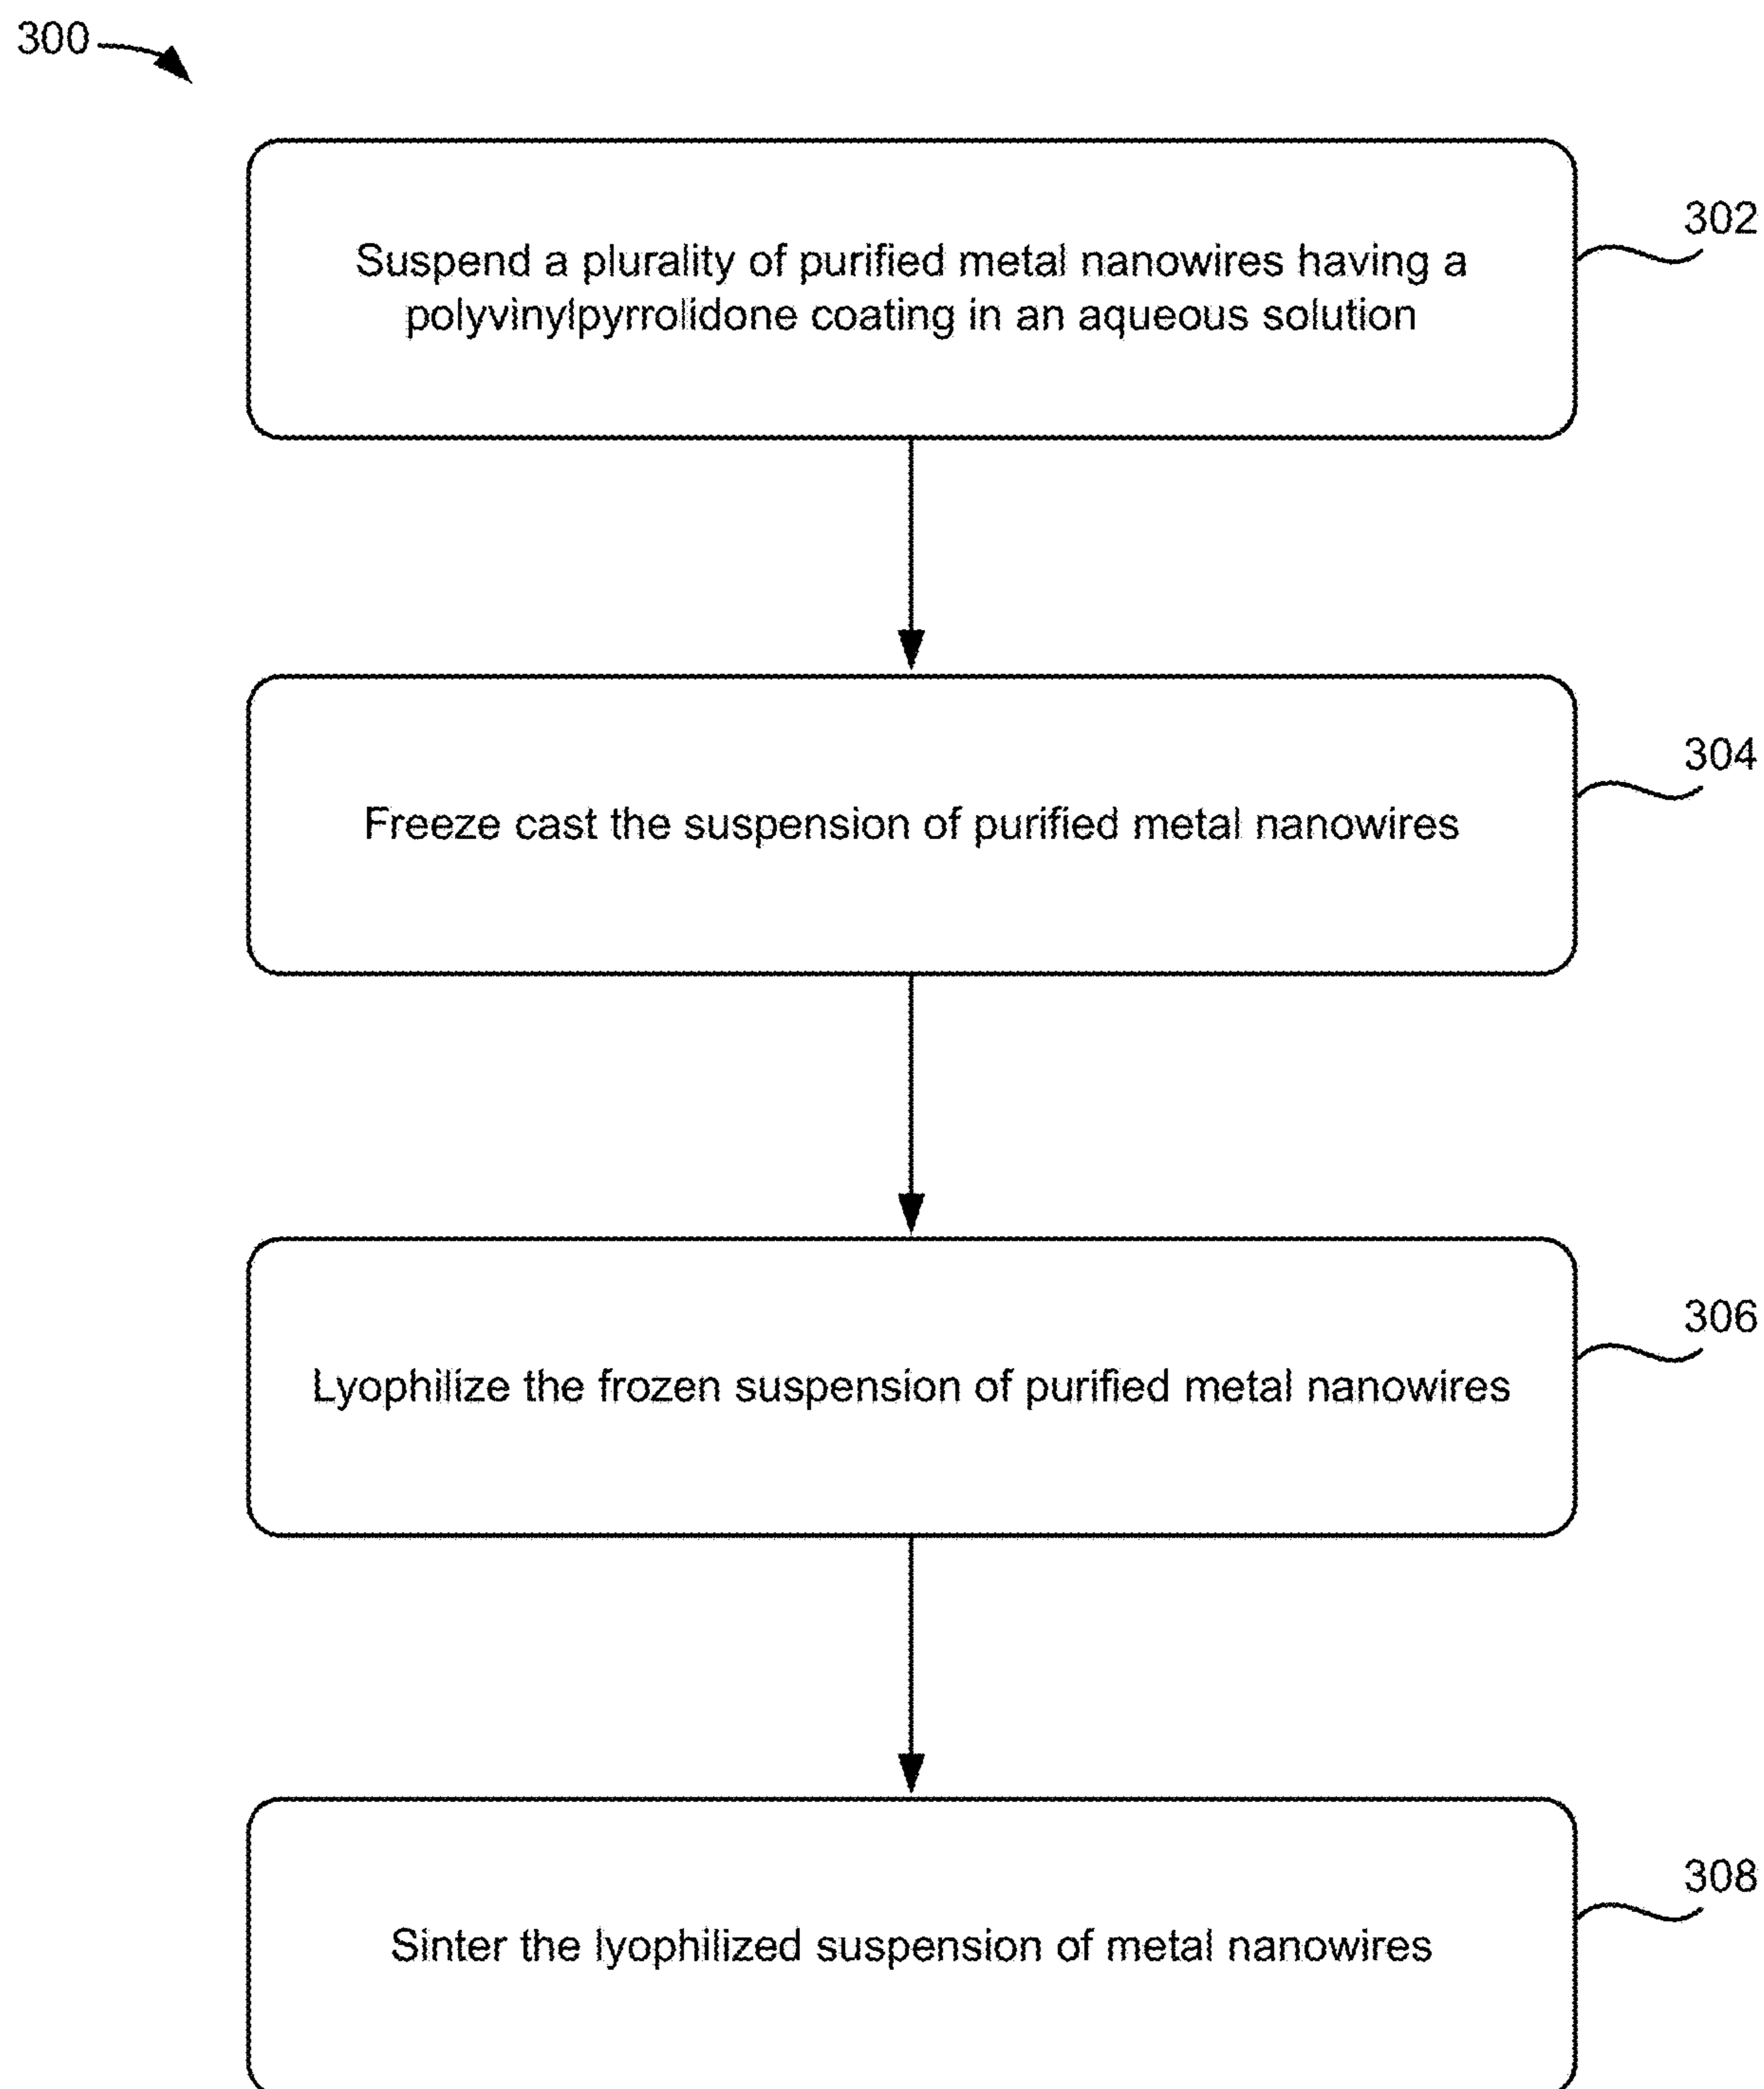 300
Suspend a plurality of purified metal nanowires having a
polyvinylpyrrolidone coating in an aqueous solution
302
Freeze cast the suspension of purified metal nanowires
304
Lyophilize the frozen suspension of purified metal nanowires
306
Sinter the lyophilized suspension of metal nanowires
308